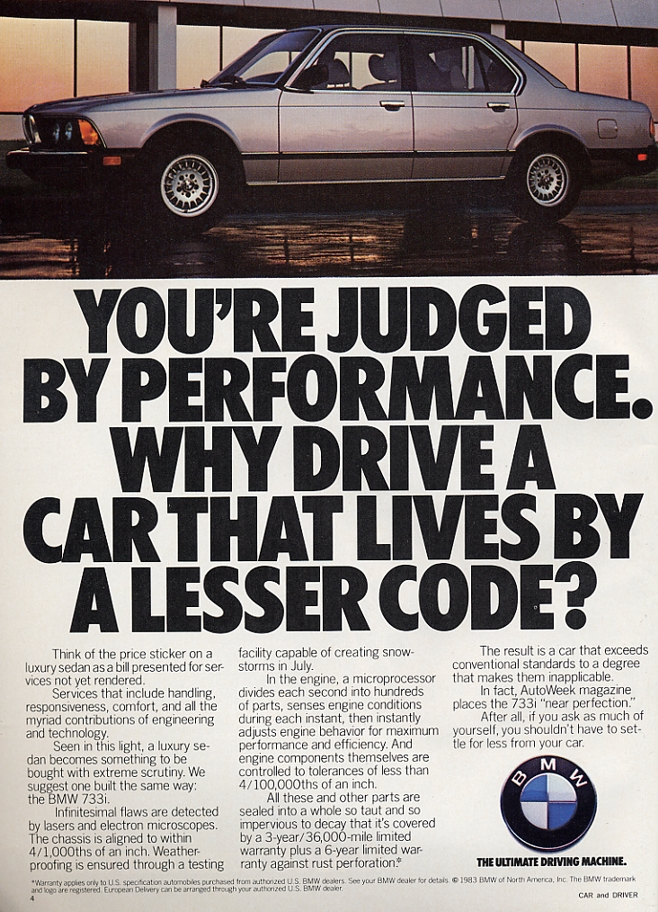 YOU'RE JUDGED
BY PERFORMANCE.
WHY DRIVE A
CAR THAT LIVES BY
A LESSER CODE?
Think of the price sticker on a
luxury sedan as a bill presented for ser-
vices not yet rendered.
Services that include handling,
responsiveness, comfort, and all the
myriad contributions of engineering
and technology.
Seen in this light, a luxury se-
dan becomes something to be
bought with extreme scrutiny. We
suggest one built the same way:
the BMW 733i.
Infinitesimal flaws are detected
by lasers and electron microscopes.
The chassis is aligned to within
4/1,000ths of an inch. Weather-
proofing is ensured through a testing
facility capable of creating snow-
storms in July.
In the engine, a microprocessor
divides each second into hundreds
of parts, senses engine conditions
during each instant, then instantly
adjusts engine behavior for maximum
performance and efficiency. And
engine components themselves are
controlled to tolerances of less than
4/100,000ths of an inch.
All these and other parts are
sealed into a whole so taut and so
impervious to decay that it's covered
by a 3-year/36,000-mile limited
warranty plus a 6-year limited war-
ranty against rust perforation.*
The result is a car that exceeds
conventional standards to a degree
that makes them inapplicable.
In fact, AutoWeek magazine
places the 733i "near perfection."
After all, if you ask as much of
yourself, you shouldn't have to set-
tle for less from your car.
BMW
THE ULTIMATE DRIVING MACHINE.
*Warranty applies only to U.S. specification automobiles purchased from authorized U.S. BMW dealers. See your BMW dealer for details. © 1983 BMW of North America, Inc. The BMW trademark
and logo are registered. European Delivery can be arranged through your authorized U.S. BMW dealer.
4
CAR and DRIVER